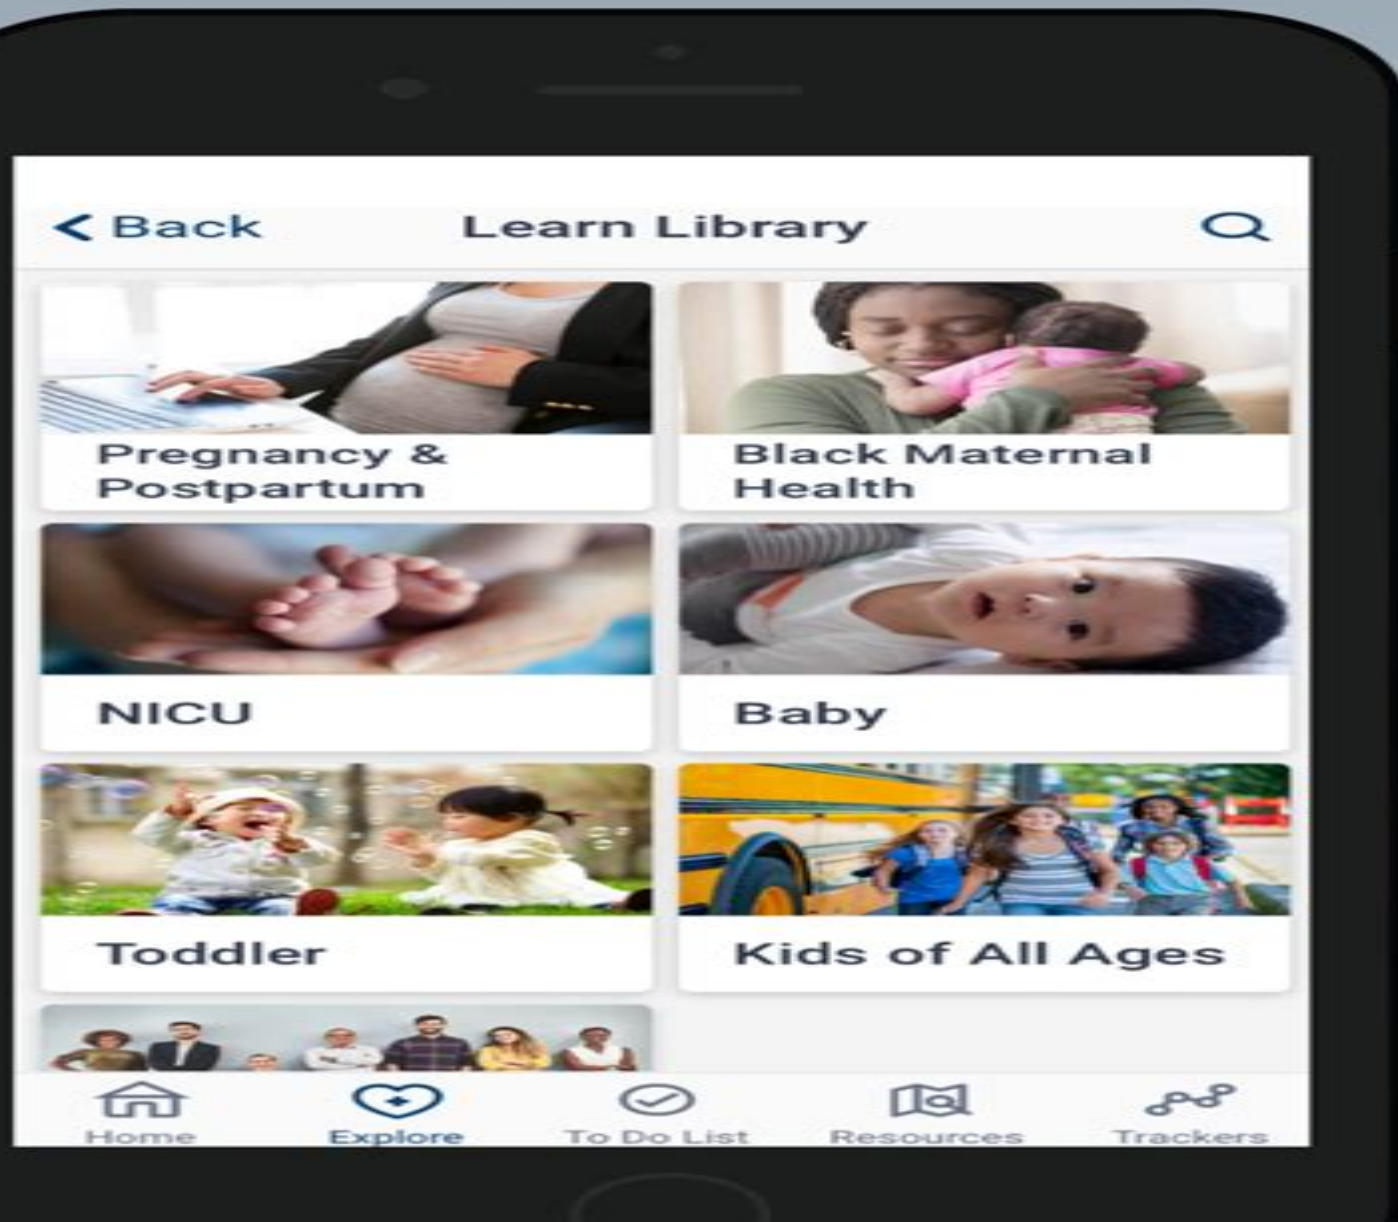 Back
Learn Library
Pregnancy &
Postpartum
Black Maternal
Health
NICU
Baby
Toddler
Kids of All Ages
Home
Explore
To Do List
Resources
Trackers